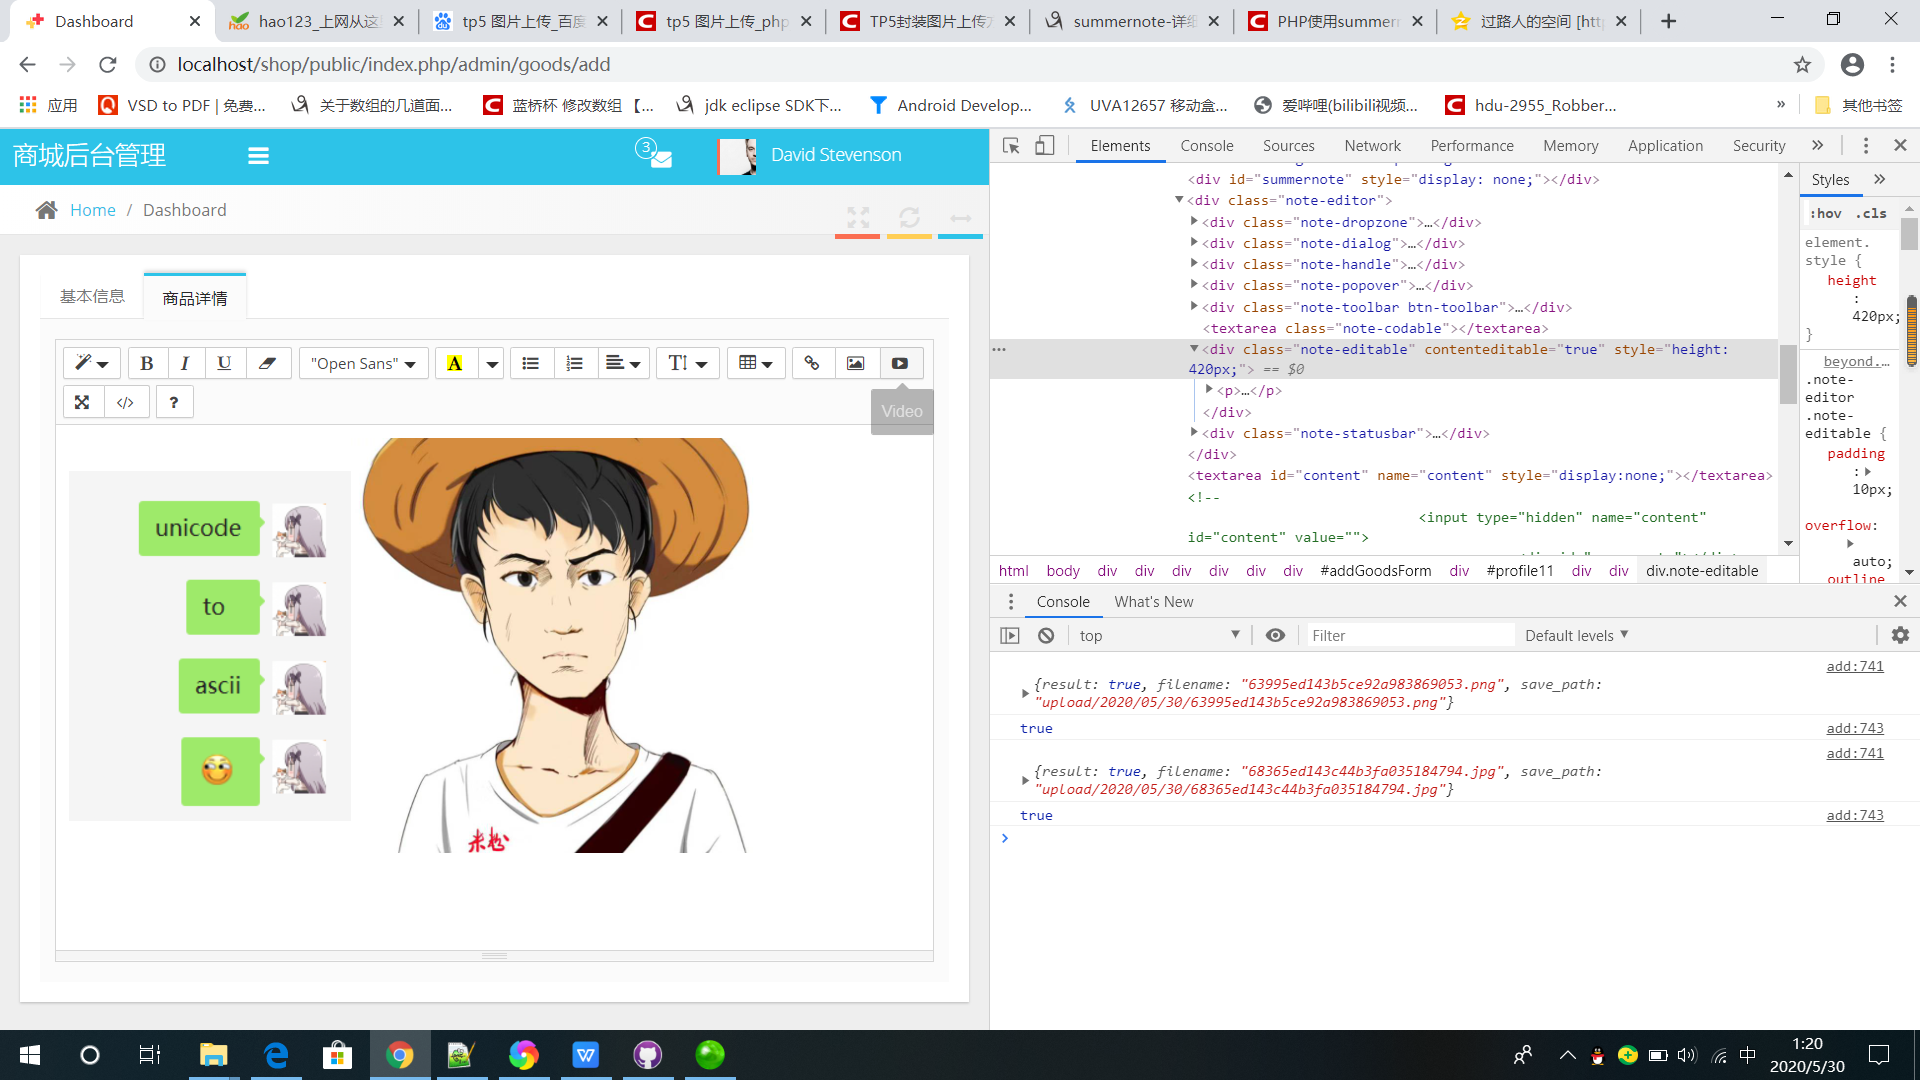 Dashboard
hao123_上网从这
tp5 图片上传_百度
tp5 图片上传_php
TP5封装图片上传
summernote-详细
PHP使用summern
过路人的空间 [http
localhost/shop/public/index.php/admin/goods/add
应用
VSD to PDF | 免费...
关于数组的几道面...
蓝桥杯 修改数组 【...
jdk eclipse SDK下...
Android Develop...
UVA12657 移动盒...
爱哔哩(bilibili视频...
hdu-2955_Robber...
»
其他书签
商城后台管理
3
David Stevenson
Home / Dashboard
基本信息
商品详情
B I U
"Open Sans"
A
</>
?
Video
unicode
to
ascii
米松
Elements
Console
Sources
Network
Performance
Memory
Application
Security
»
<div id="summernote" style="display: none;"></div>
<div class="note-editor">
<div class="note-dropzone">…</div>
<div class="note-dialog">…</div>
<div class="note-handle">…</div>
<div class="note-popover">…</div>
<div class="note-toolbar btn-toolbar">…</div>
<textarea class="note-codable"></textarea>
<div class="note-editable" contenteditable="true" style="height:
420px;"> == $0
<p>…</p>
</div>
<div class="note-statusbar">…</div>
</div>
<textarea id="content" name="content" style="display:none;"></textarea>
<!--
<input type="hidden" name="content"
id="content" value="">
html body div div div div div div #addGoodsForm div #profile11 div div div.note-editable
Styles »
:hov .cls
element.
style {
height
:
420px;
}
beyond.…
.note-
editor
.note-
editable {
padding
:
10px;
overflow:
auto;
outline
Console
What's New
top
Filter
Default levels
add:741
{result: true, filename: "63995ed143b5ce92a983869053.png", save_path:
"upload/2020/05/30/63995ed143b5ce92a983869053.png"}
true
add:743
add:741
{result: true, filename: "68365ed143c44b3fa035184794.jpg", save_path:
"upload/2020/05/30/68365ed143c44b3fa035184794.jpg"}
true
add:743
中
1:20
2020/5/30